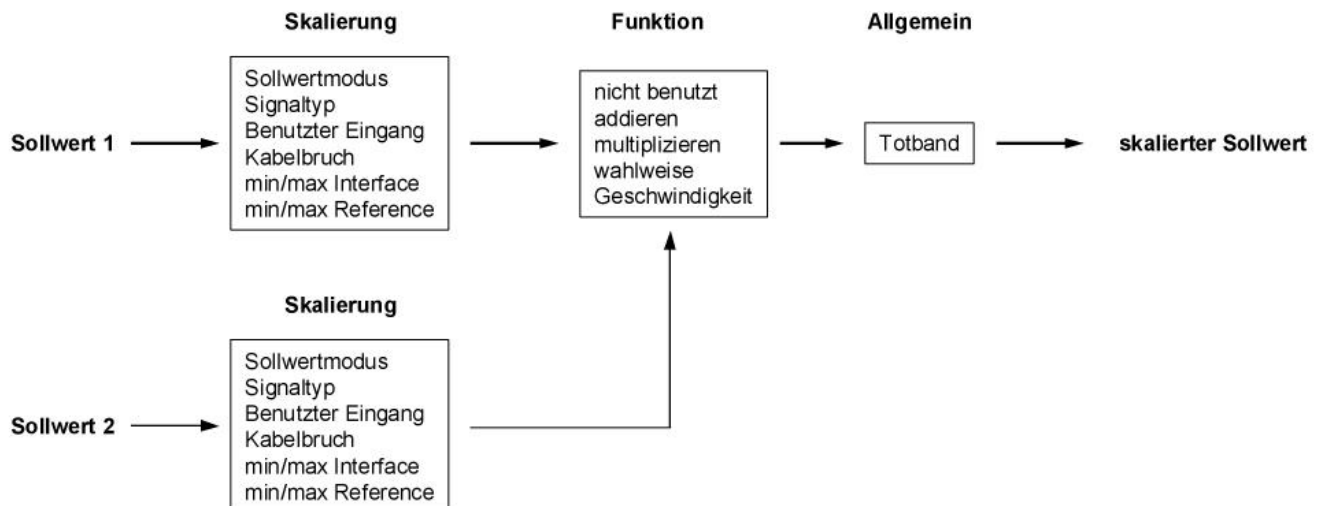 Skalierung
Funktion
Allgemein
Sollwert 1
Sollwertmodus
Signaltyp
Benutzter Eingang
Kabelbruch
min/max Interface
min/max Reference
nicht benutzt
addieren
multiplizieren
wahlweise
Geschwindigkeit
Totband
skalierter Sollwert
Skalierung
Sollwert 2
Sollwertmodus
Signaltyp
Benutzter Eingang
Kabelbruch
min/max Interface
min/max Reference